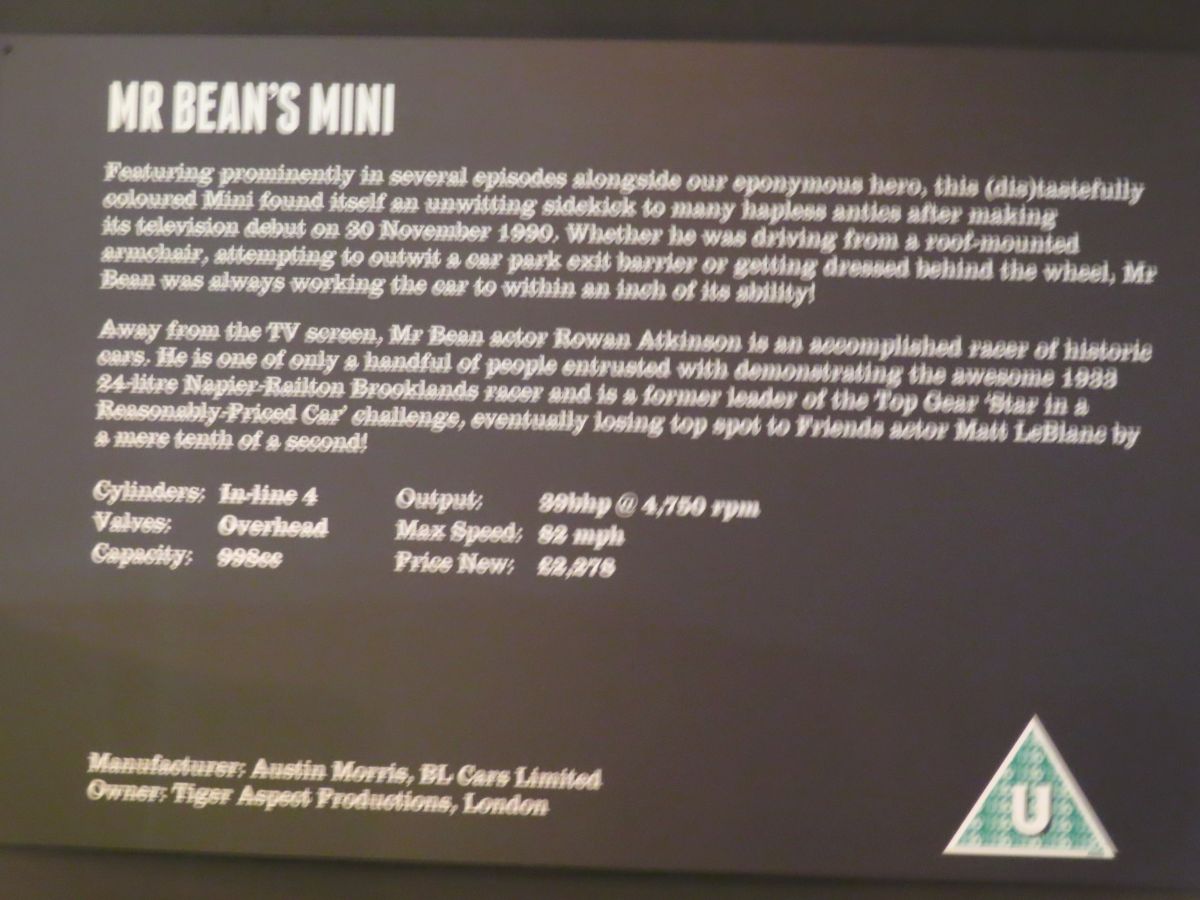 MR BEAN'S MINI
Featuring prominently in several episodes alongside our eponymous hero, this (dis)tastefully
coloured Mini found itself an unwitting sidekick to many hapless antics after making
its television debut on 30 November 1990. Whether he was driving from a roof-mounted
armchair, attempting to outwit a car park exit barrier or getting dressed behind the wheel, Mr
Bean was always working the car to within an inch of its ability!
Away from the TV screen, Mr Bean actor Rowan Atkinson is an accomplished racer of historic
cars. He is one of only a handful of people entrusted with demonstrating the awesome 1933
24-litre Napier-Railton Brooklands racer and is a former leader of the Top Gear 'Star in a
Reasonably-Priced Car' challenge, eventually losing top spot to Friends actor Matt LeBlanc by
a mere tenth of a second!
Cylinders: In-line 4 Output: 39bhp @ 4,750 rpm
Valves: Overhead Max Speed: 82 mph
Capacity: 998cc Price New: £2,278
Manufacturer: Austin Morris, BL Cars Limited
Owner: Tiger Aspect Productions, London
U